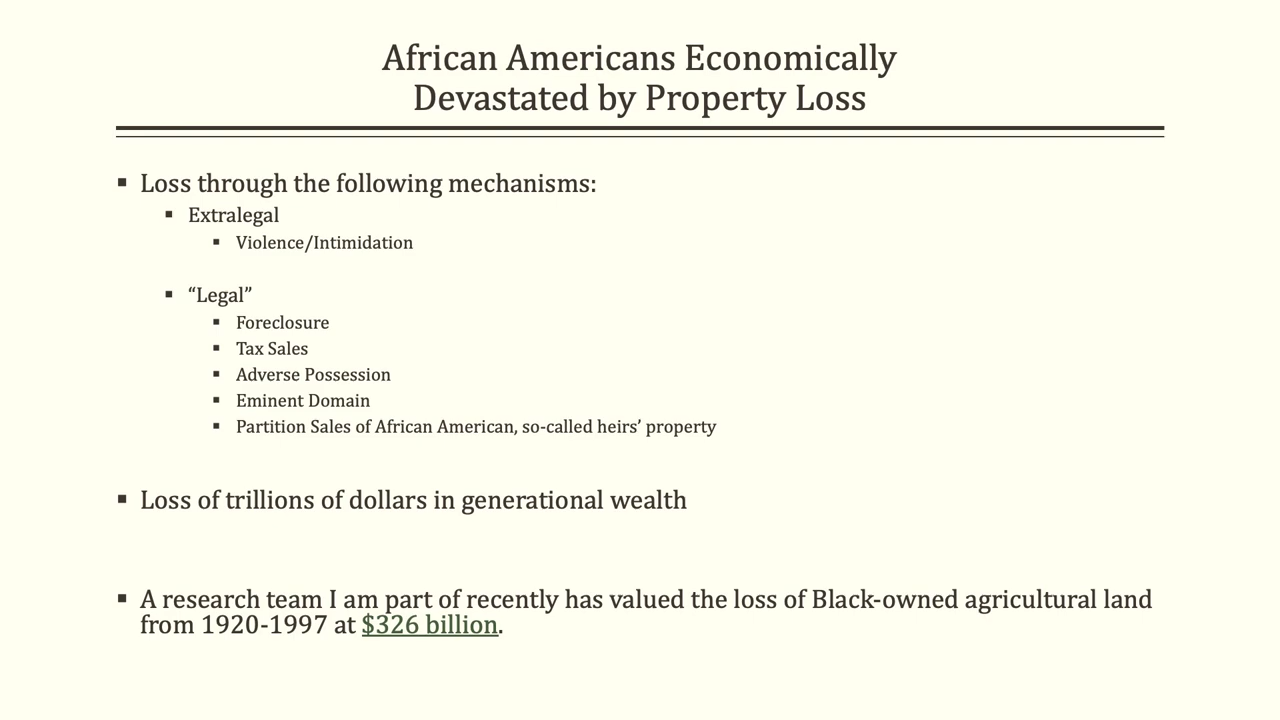 African Americans Economically
Devastated by Property Loss
▪ Loss through the following mechanisms:
▪ Extralegal
▪ Violence/Intimidation
▪ “Legal”
▪ Foreclosure
▪ Tax Sales
▪ Adverse Possession
▪ Eminent Domain
▪ Partition Sales of African American, so-called heirs’ property
▪ Loss of trillions of dollars in generational wealth
▪ A research team I am part of recently has valued the loss of Black-owned agricultural land
from 1920-1997 at $326 billion.